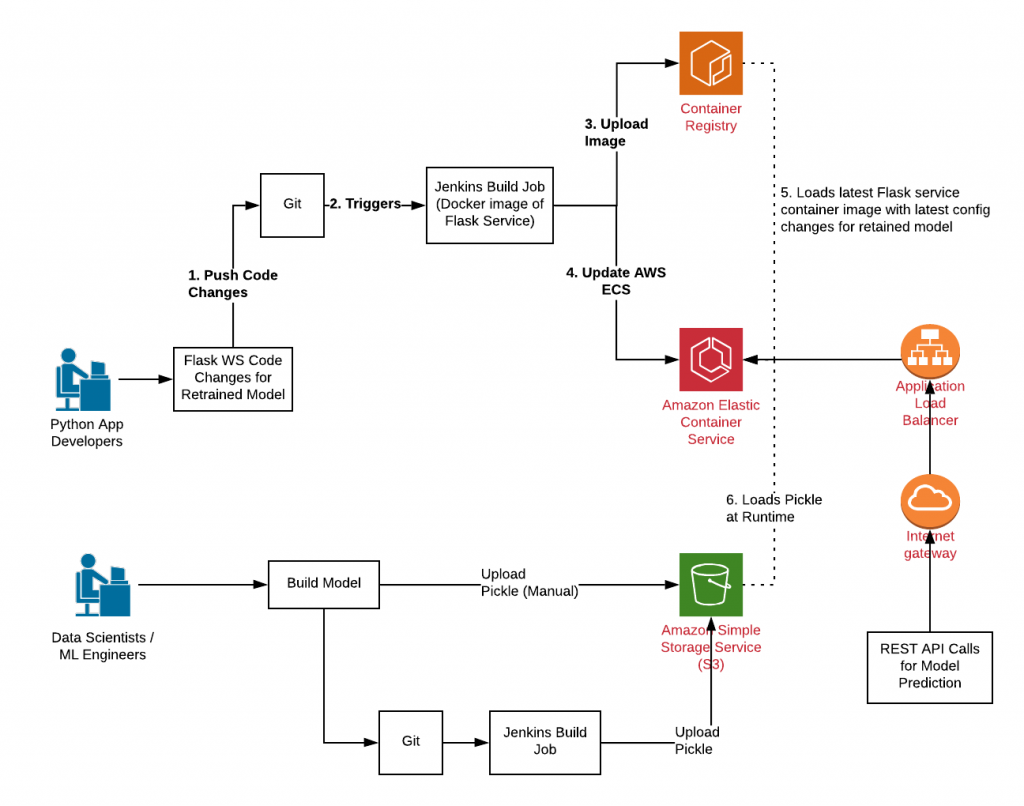 Container
Registry
3. Upload
Image
Git
2. Triggers
Jenkins Build Job
(Docker image of
Flask Service)
5. Loads latest Flask service
container image with latest config
changes for retained model
1. Push Code
Changes
4. Update AWS
ECS
Flask WS Code
Changes for
Retrained Model
Python App
Developers
Amazon Elastic
Container
Service
Application
Load
Balancer
6. Loads Pickle
at Runtime
Internet
gateway
Build Model
Upload
Pickle (Manual)
Data Scientists /
ML Engineers
Amazon Simple
Storage Service
(S3)
REST API Calls
for Model
Prediction
Git
Jenkins Build
Job
Upload
Pickle